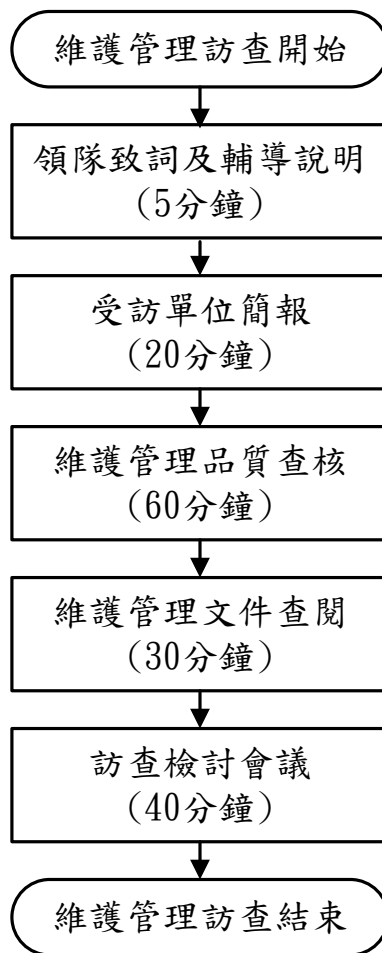 維護管理訪查開始
領隊致詞及輔導說明
(5分鐘)
受訪單位簡報
(20分鐘)
維護管理品質查核
(60分鐘)
維護管理文件查閱
(30分鐘)
訪查檢討會議
(40分鐘)
維護管理訪查結束